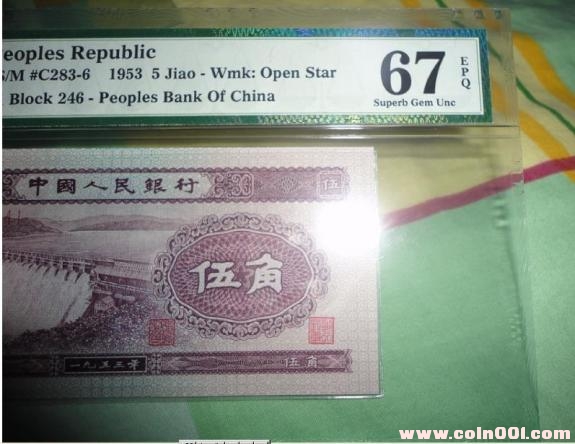 Peoples Republic
S/M #C283-6 1953 5 Jiao - Wmk: Open Star
Block 246 - Peoples Bank Of China
67
EPQ
Superb Gem Unc
中國人民銀行
伍
伍角
一九五三年
伍角
www.coin001.com